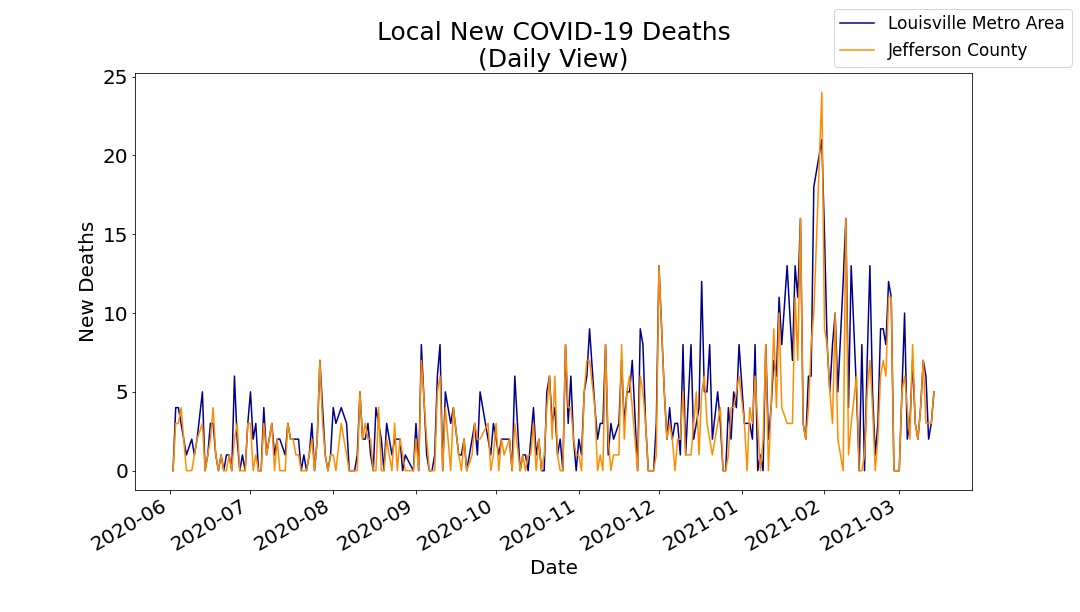 Local New COVID-19 Deaths
(Daily View)
Louisville Metro Area
Jefferson County
New Deaths
25
20
15
10
5
0
2020-06
2020-07
2020-08
2020-09
2020-10
2020-11
2020-12
2021-01
2021-02
2021-03
Date